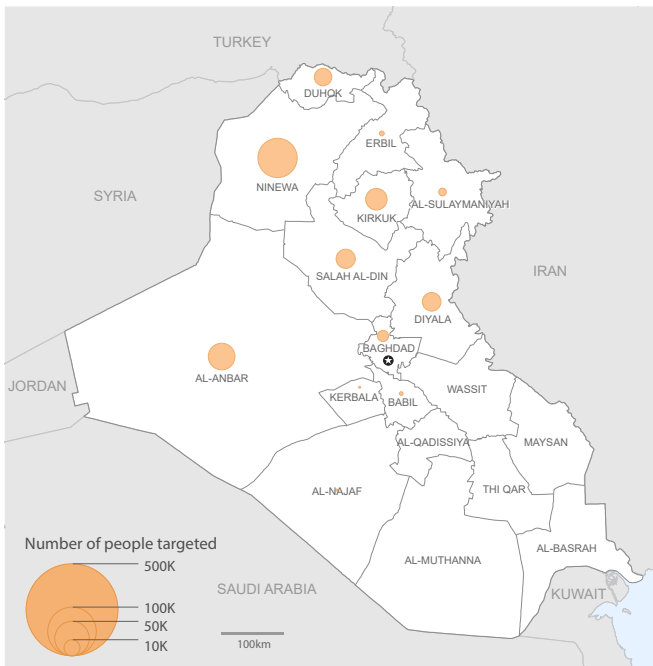 TURKEY
DUHOK
ERBIL
NINEWA
AL-SULAYMANIYAH
SYRIA
KIRKUK
IRAN
SALAH AL-DIN
DIYALA
BAGHDAD
AL-ANBAR
JORDAN
WASSIT
KERBALA
BABIL
AL-QADISSIYA
MAYSAN
AL-NAJAF
THI QAR
Number of people targeted
500K
100K
50K
10K
AL-BASRAH
AL-MUTHANNA
SAUDI ARABIA
KUWAIT
100km